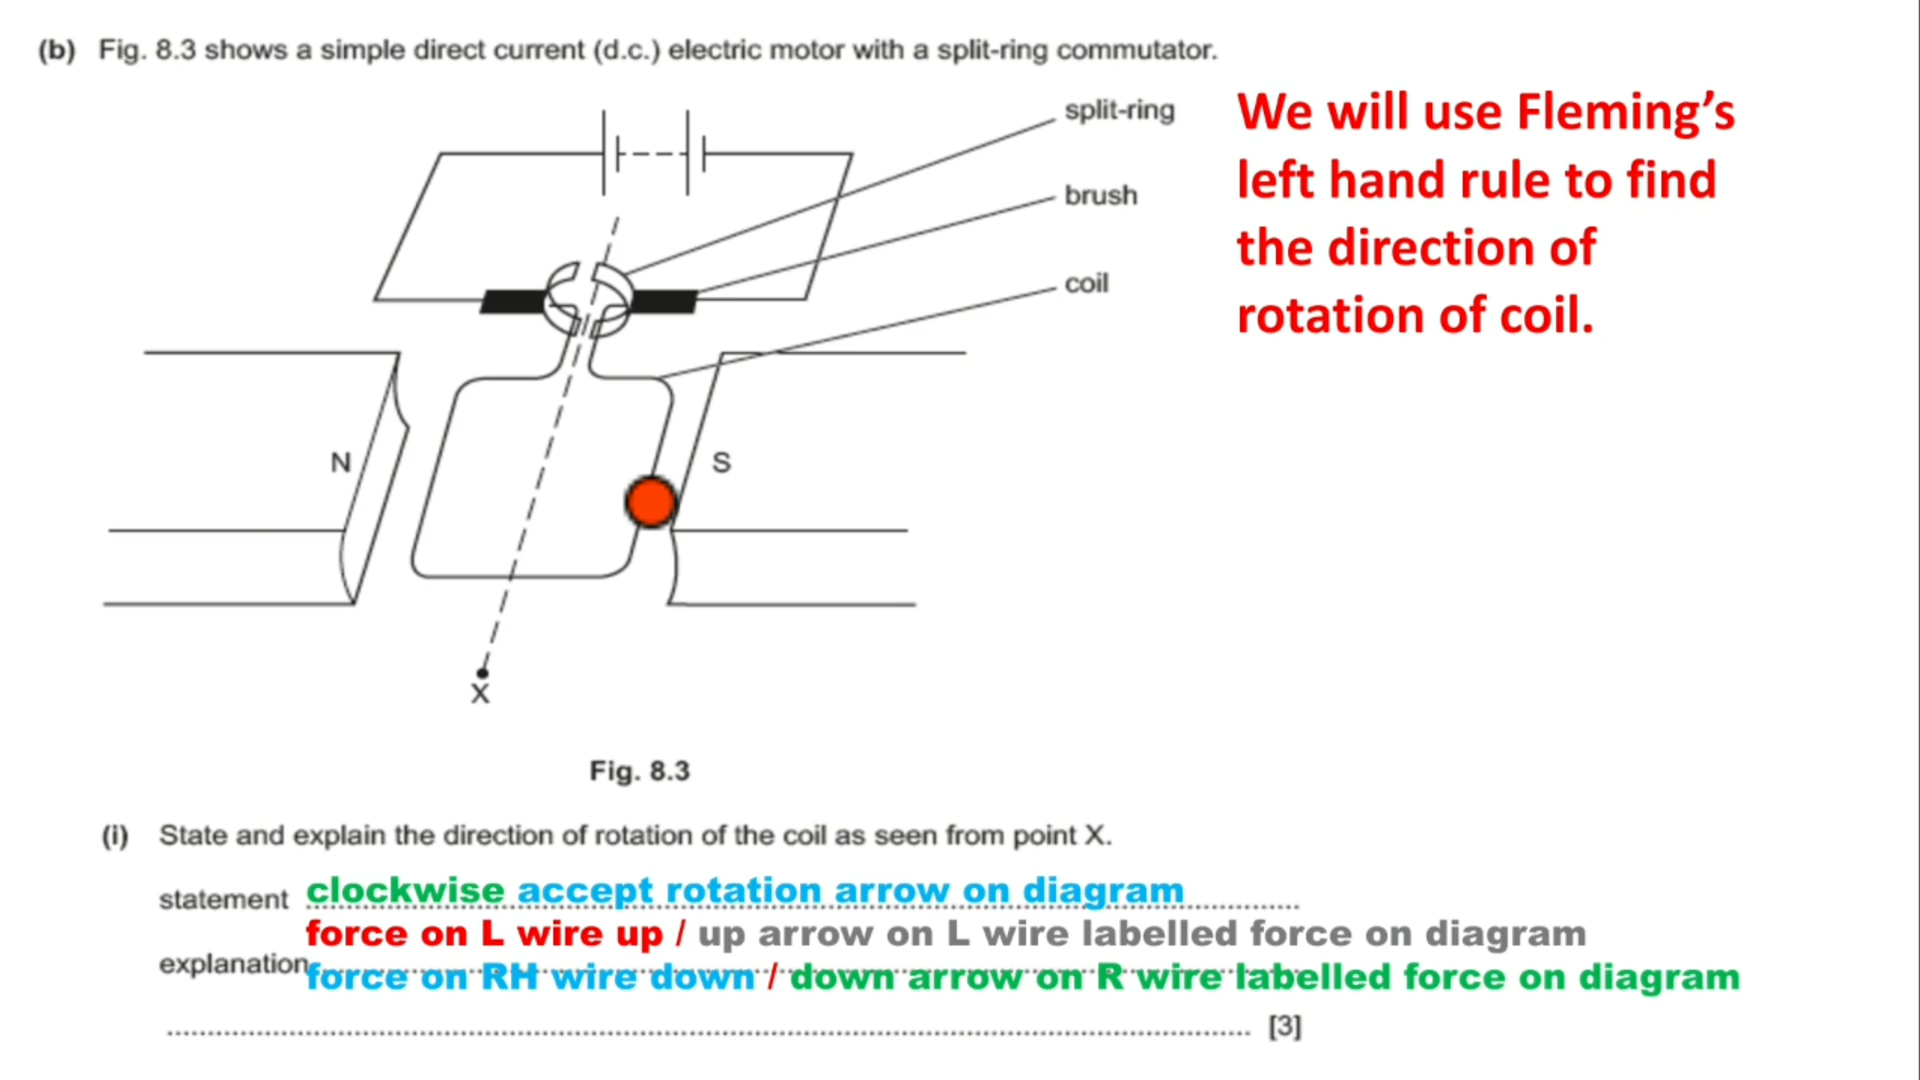 (b) Fig. 8.3 shows a simple direct current (d.c.) electric motor with a split-ring commutator.
split-ring
brush
coil
We will use Fleming’s
left hand rule to find
the direction of
rotation of coil.
N
S
X
Fig. 8.3
(i) State and explain the direction of rotation of the coil as seen from point X.
statement clockwise accept rotation arrow on diagram
force on L wire up / up arrow on L wire labelled force on diagram
explanation force on RH wire down / down arrow on R wire labelled force on diagram
[3]